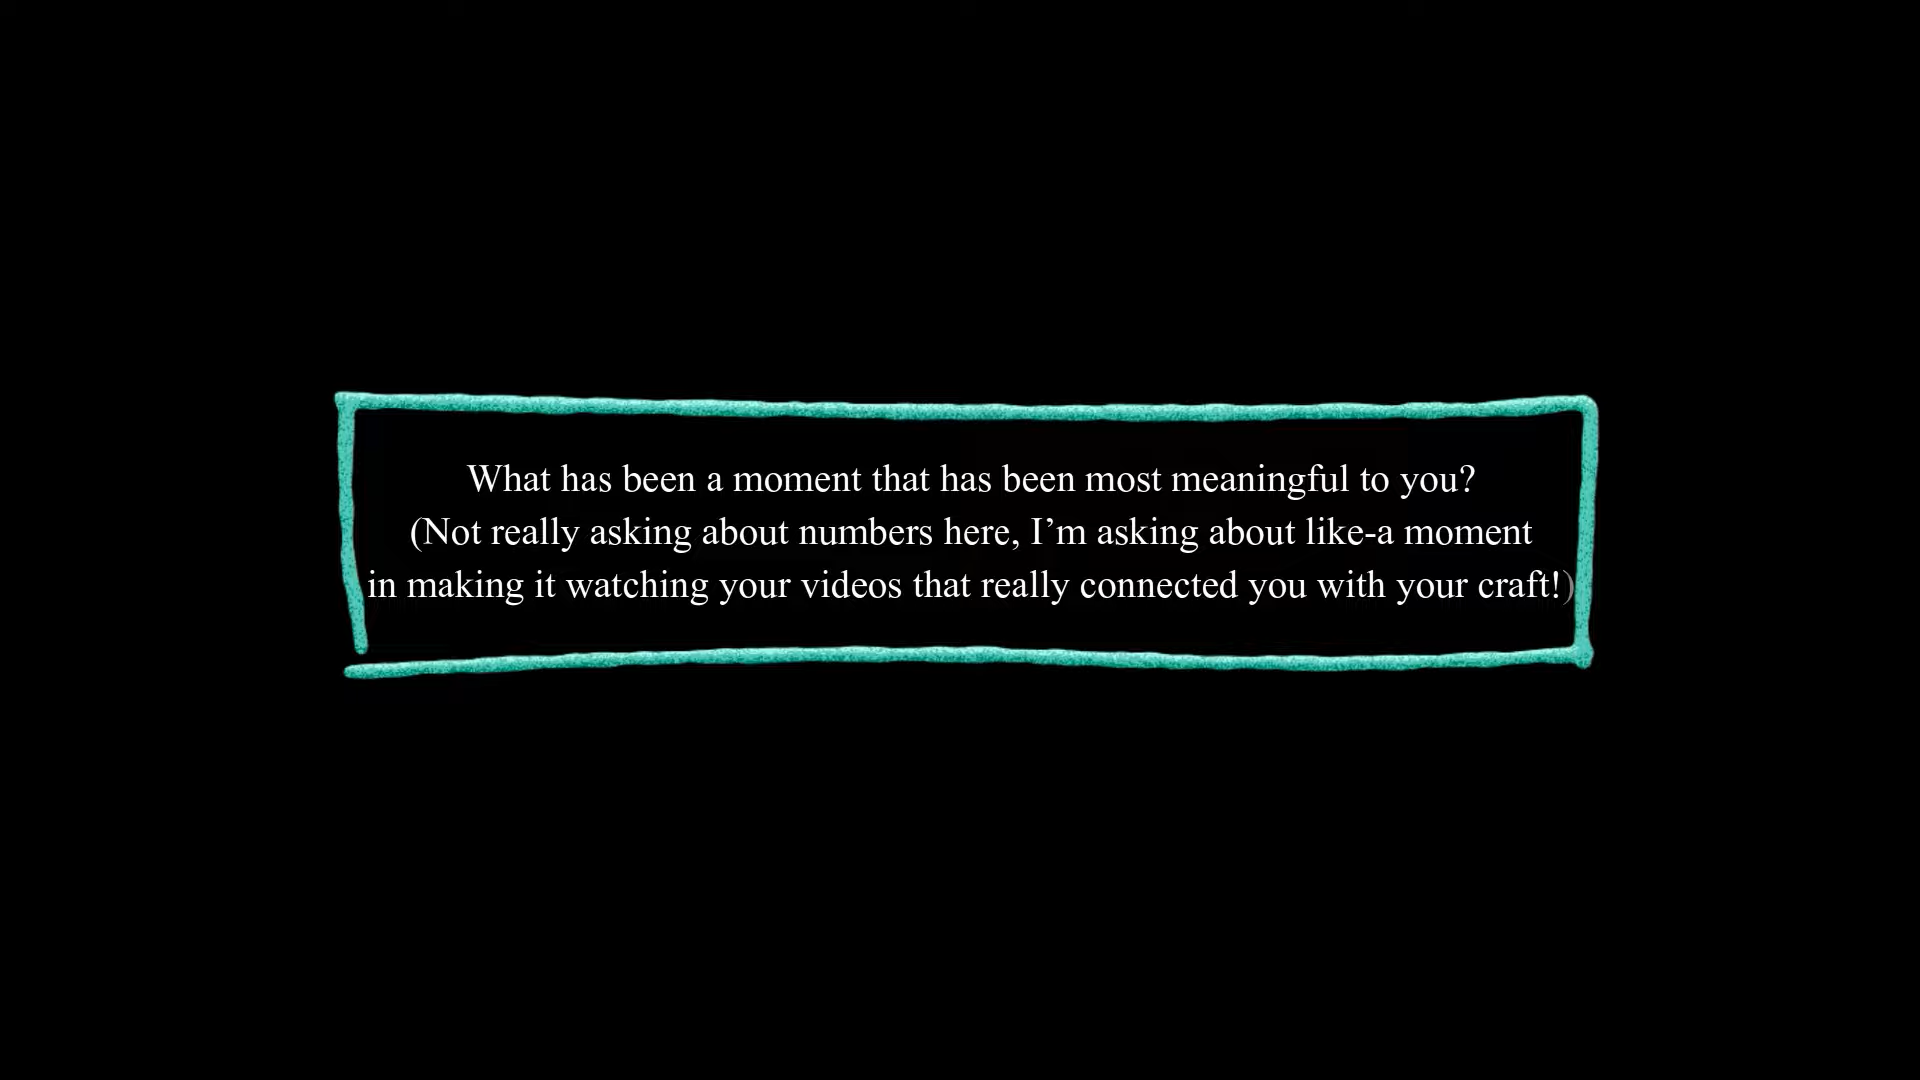 What has been a moment that has been most meaningful to you?
(Not really asking about numbers here, I’m asking about like-a moment
in making it watching your videos that really connected you with your craft!)